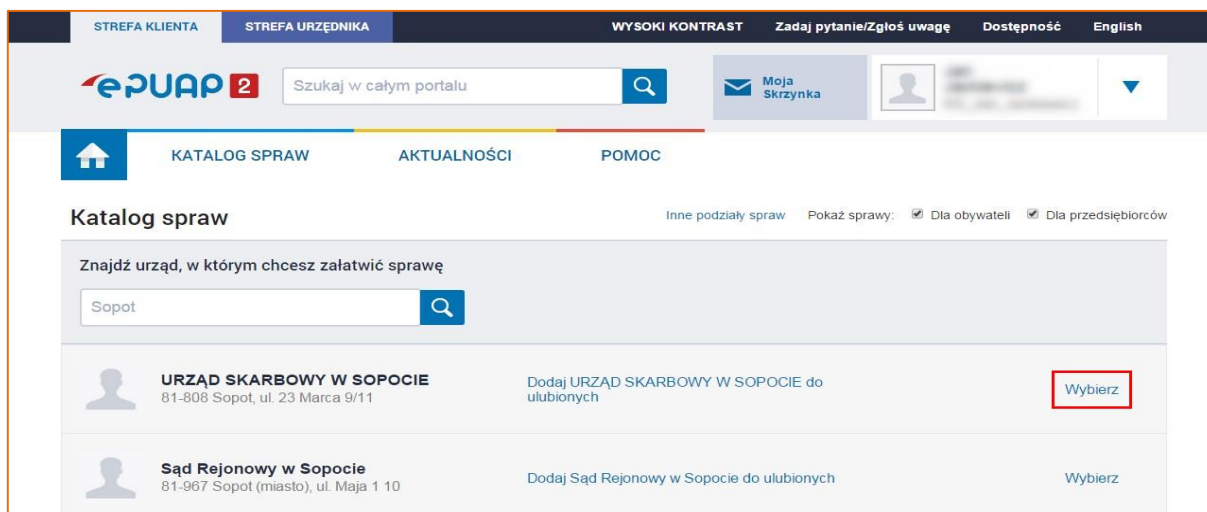 STREFA KLIENTA STREFA URZĘDNIKA WYSOKI KONTRAST Zadaj pytanie/Zgłoś uwagę Dostępność English
ePUAP 2 Szukaj w całym portalu Moja Skrzynka
KATALOG SPRAW AKTUALNOŚCI POMOC
Katalog spraw Inne podziały spraw Pokaż sprawy: Dla obywateli Dla przedsiębiorców
Znajdź urząd, w którym chcesz załatwić sprawę
Sopot
URZĄD SKARBOWY W SOPOCIE
81-808 Sopot, ul. 23 Marca 9/11
Dodaj URZĄD SKARBOWY W SOPOCIE do
ulubionych
Wybierz
Sąd Rejonowy w Sopocie
81-967 Sopot (miasto), ul. Maja 1 10
Dodaj Sąd Rejonowy w Sopocie do ulubionych
Wybierz